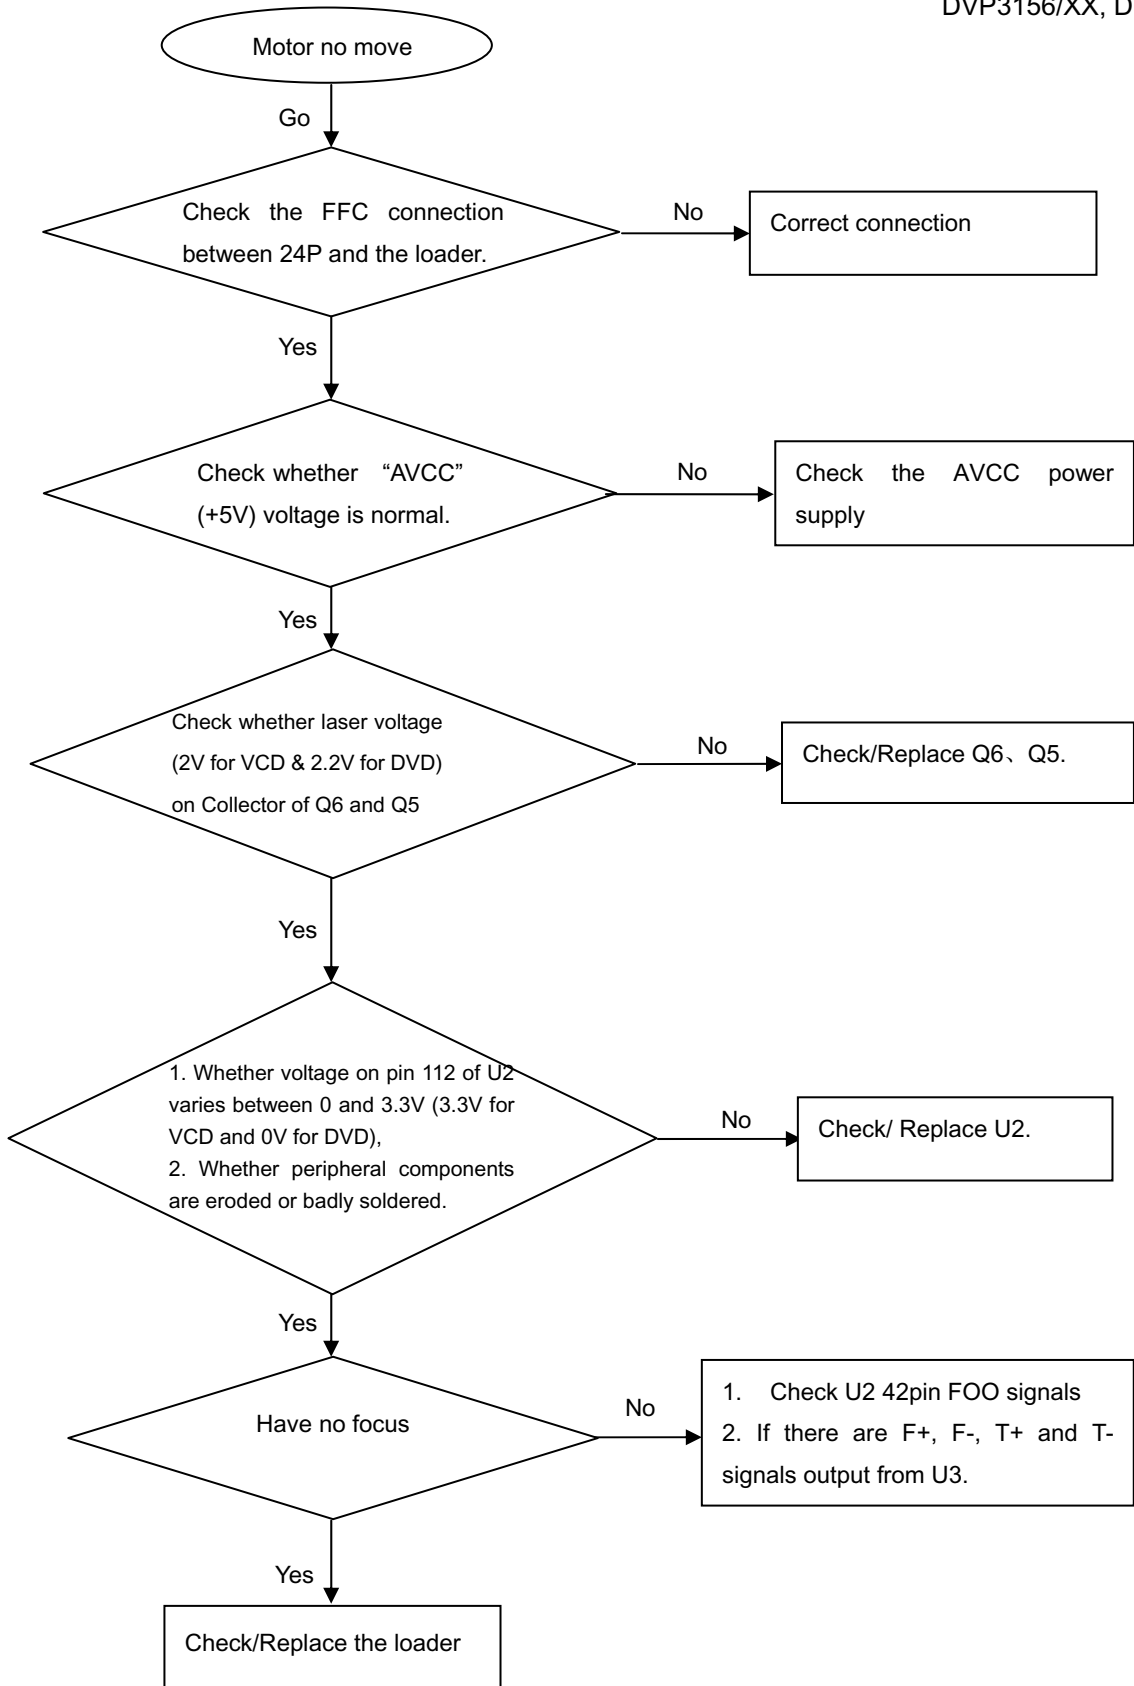 DVP3156/XX, D
Motor no move
Go
Check the FFC connection
between 24P and the loader.
No
Correct connection
Yes
Check whether “AVCC”
(+5V) voltage is normal.
No
Check the AVCC power
supply
Yes
Check whether laser voltage
(2V for VCD & 2.2V for DVD)
on Collector of Q6 and Q5
No
Check/Replace Q6、Q5.
Yes
1. Whether voltage on pin 112 of U2
varies between 0 and 3.3V (3.3V for
VCD and 0V for DVD),
2. Whether peripheral components
are eroded or badly soldered.
No
Check/ Replace U2.
Yes
Have no focus
No
1. Check U2 42pin FOO signals
2. If there are F+, F-, T+ and T-
signals output from U3.
Yes
Check/Replace the loader